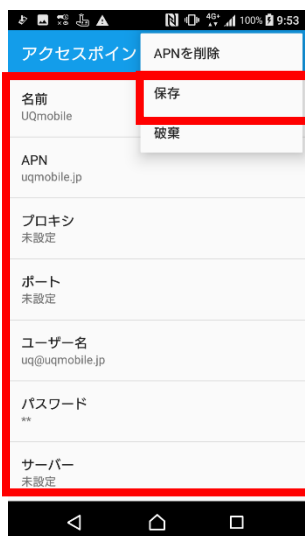 4G+ 100% 9:53
アクセスポイン
APNを削除
保存
破棄
名前
UQmobile
APN
uqmobile.jp
プロキシ
未設定
ポート
未設定
ユーザー名
uq@uqmobile.jp
パスワード
**
サーバー
未設定